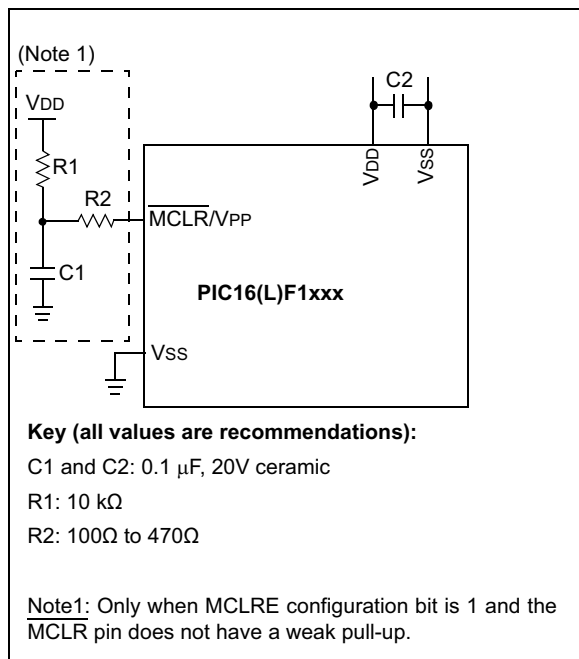 (Note 1)
VDD
R1
R2
C1
C2
VDD
VSS
MCLR/VPP
PIC16(L)F1xxx
VSS
Key (all values are recommendations):
C1 and C2: 0.1 μF, 20V ceramic
R1: 10 kΩ
R2: 100Ω to 470Ω
Note1: Only when MCLRE configuration bit is 1 and the
MCLR pin does not have a weak pull-up.